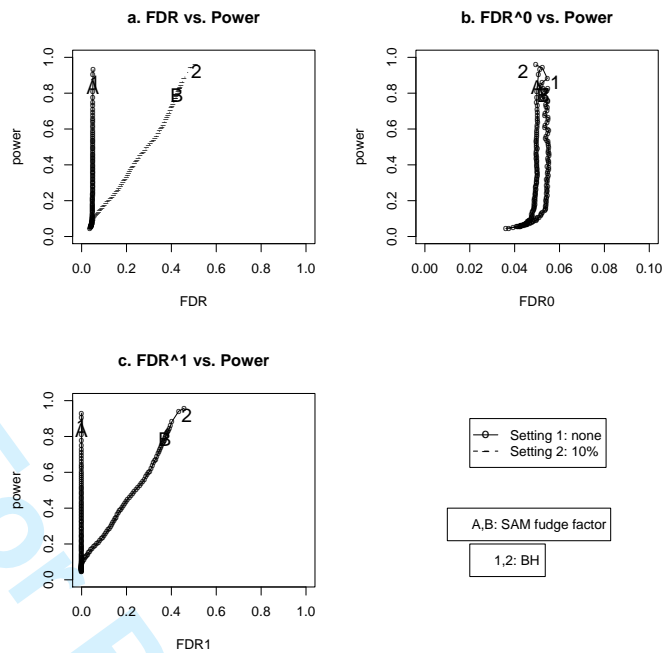 a. FDR vs. Power
power
0.0 0.2 0.4 0.6 0.8 1.0
A
B
2
0.0 0.2 0.4 0.6 0.8 1.0
FDR
b. FDR^0 vs. Power
power
0.0 0.2 0.4 0.6 0.8 1.0
2
1
A
0.00 0.02 0.04 0.06 0.08 0.10
FDR0
c. FDR^1 vs. Power
power
0.0 0.2 0.4 0.6 0.8 1.0
A
B
2
0.0 0.2 0.4 0.6 0.8 1.0
FDR1
Setting 1: none
Setting 2: 10%
A,B: SAM fudge factor
1,2: BH
For